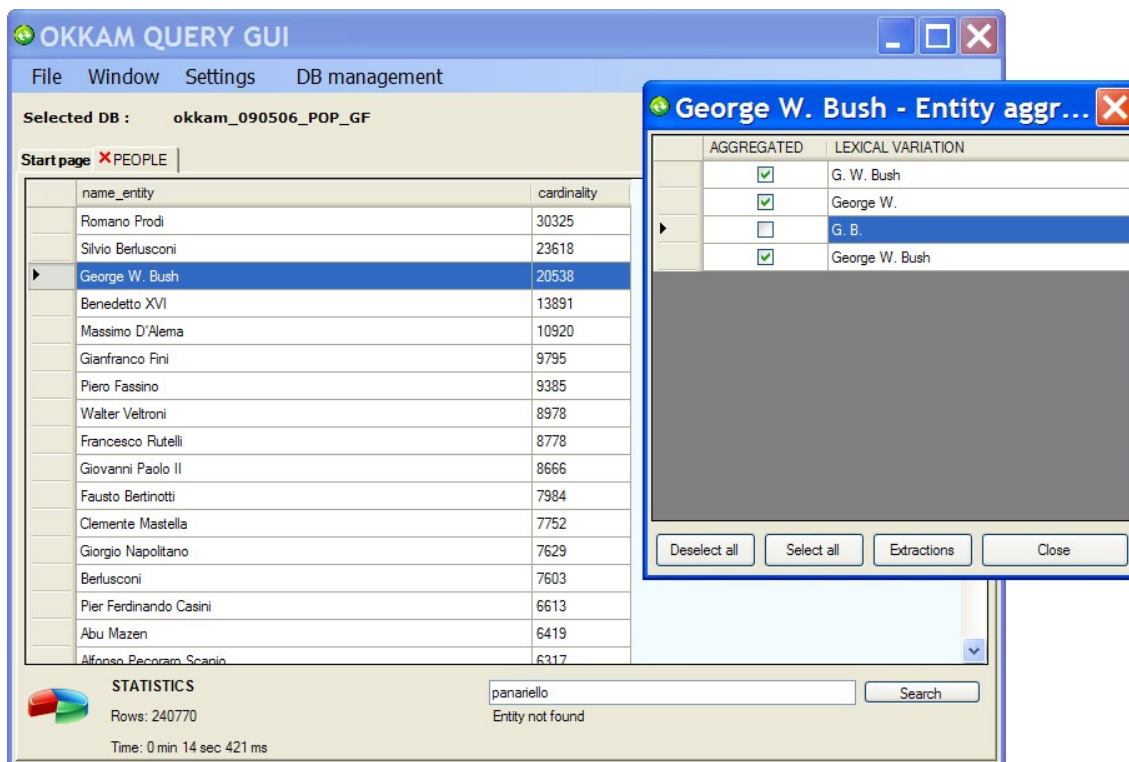 OKKAM QUERY GUI
File Window Settings DB management
Selected DB : okkam_090506_POP_GF
Start page PEOPLE
name_entity cardinality
Romano Prodi 30325
Silvio Berlusconi 23618
George W. Bush 20538
Benedetto XVI 13891
Massimo D'Alema 10920
Gianfranco Fini 9795
Piero Fassino 9385
Walter Veltroni 8978
Francesco Rutelli 8778
Giovanni Paolo II 8666
Fausto Bertinotti 7984
Clemente Mastella 7752
Giorgio Napolitano 7629
Berlusconi 7603
Pier Ferdinando Casini 6613
Abu Mazen 6419
Alfonso Pecoraro Scanio 6317
STATISTICS
Rows: 240770
Time: 0 min 14 sec 421 ms
panariello Search
Entity not found
George W. Bush - Entity aggr...
AGGREGATED LEXICAL VARIATION
G. W. Bush
George W.
G. B.
George W. Bush
Deselect all Select all Extractions Close